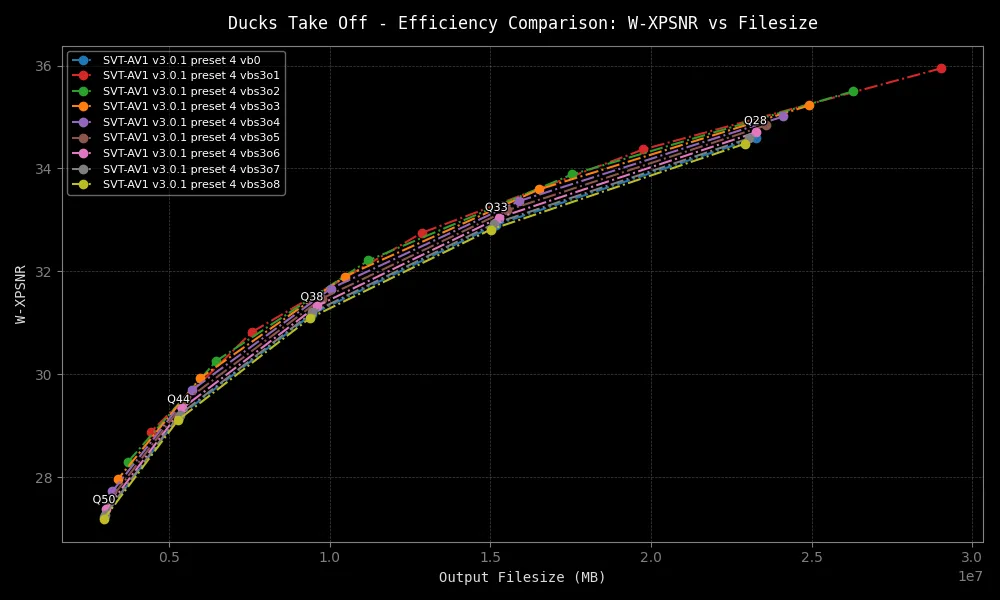 Ducks Take Off - Efficiency Comparison: W-XPSNR vs Filesize
SVT-AV1 v3.0.1 preset 4 vb0
SVT-AV1 v3.0.1 preset 4 vbs3o1
SVT-AV1 v3.0.1 preset 4 vbs3o2
SVT-AV1 v3.0.1 preset 4 vbs3o3
SVT-AV1 v3.0.1 preset 4 vbs3o4
SVT-AV1 v3.0.1 preset 4 vbs3o5
SVT-AV1 v3.0.1 preset 4 vbs3o6
SVT-AV1 v3.0.1 preset 4 vbs3o7
SVT-AV1 v3.0.1 preset 4 vbs3o8
36
34
32
30
28
W-XPSNR
Q28
Q33
Q38
Q44
Q50
0.5
1.0
1.5
2.0
2.5
3.0
1e7
Output Filesize (MB)